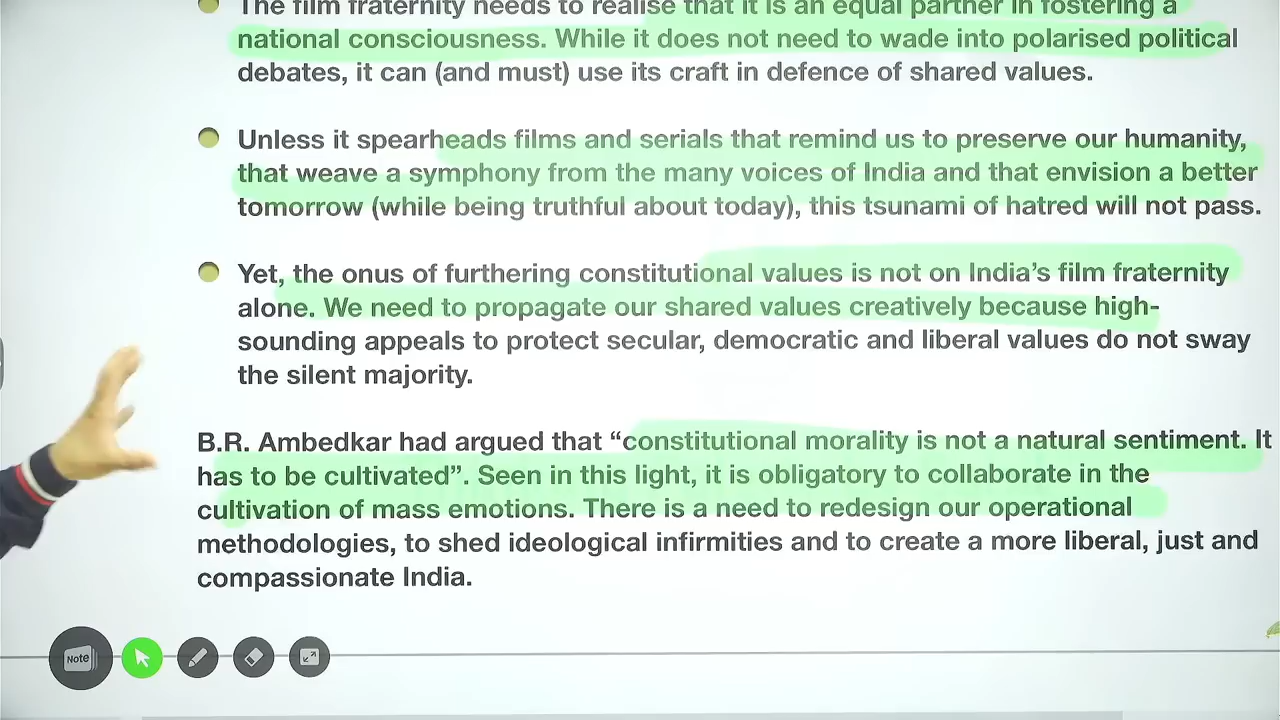 The film fraternity needs to realise that it is an equal partner in fostering a
national consciousness. While it does not need to wade into polarised political
debates, it can (and must) use its craft in defence of shared values.
Unless it spearheads films and serials that remind us to preserve our humanity,
that weave a symphony from the many voices of India and that envision a better
tomorrow (while being truthful about today), this tsunami of hatred will not pass.
Yet, the onus of furthering constitutional values is not on India’s film fraternity
alone. We need to propagate our shared values creatively because high-
sounding appeals to protect secular, democratic and liberal values do not sway
the silent majority.
B.R. Ambedkar had argued that “constitutional morality is not a natural sentiment. It
has to be cultivated”. Seen in this light, it is obligatory to collaborate in the
cultivation of mass emotions. There is a need to redesign our operational
methodologies, to shed ideological infirmities and to create a more liberal, just and
compassionate India.
Note